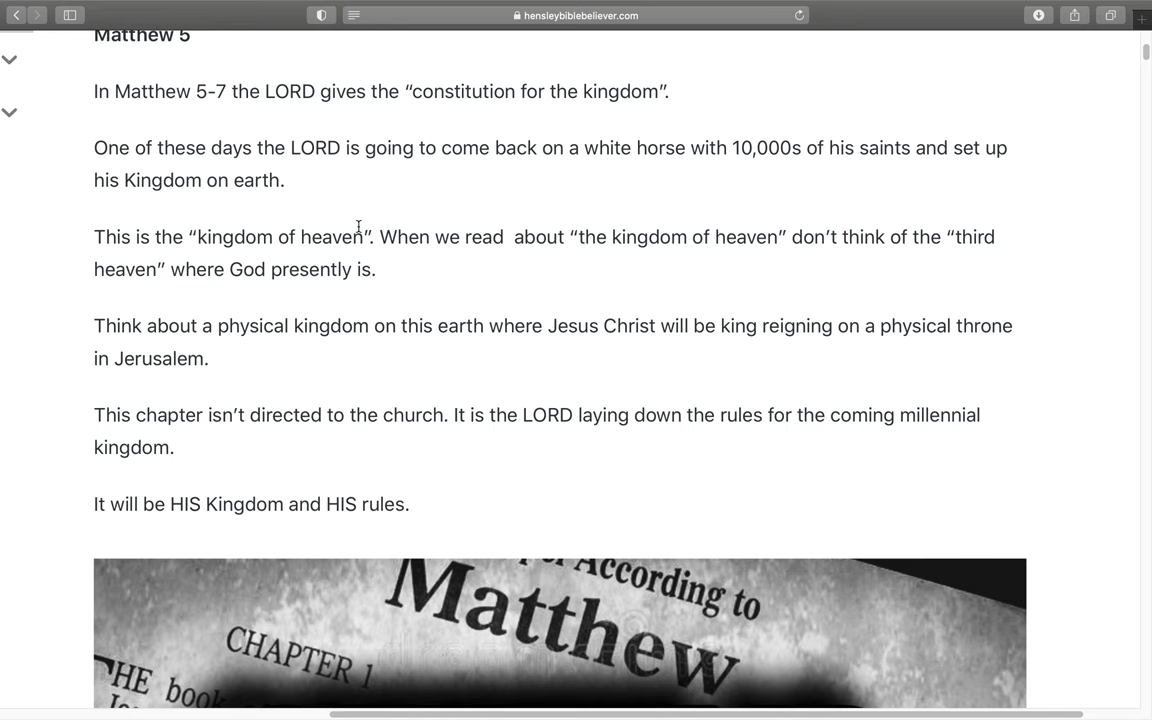 hensleybiblebeliever.com
Matthew 5
In Matthew 5-7 the LORD gives the “constitution for the kingdom”.
One of these days the LORD is going to come back on a white horse with 10,000s of his saints and set up
his Kingdom on earth.
This is the “kingdom of heaven”. When we read  about “the kingdom of heaven” don’t think of the “third
heaven” where God presently is.
Think about a physical kingdom on this earth where Jesus Christ will be king reigning on a physical throne
in Jerusalem.
This chapter isn’t directed to the church. It is the LORD laying down the rules for the coming millennial
kingdom.
It will be HIS Kingdom and HIS rules.
According to
Matthew
CHAPTER 1
THE book